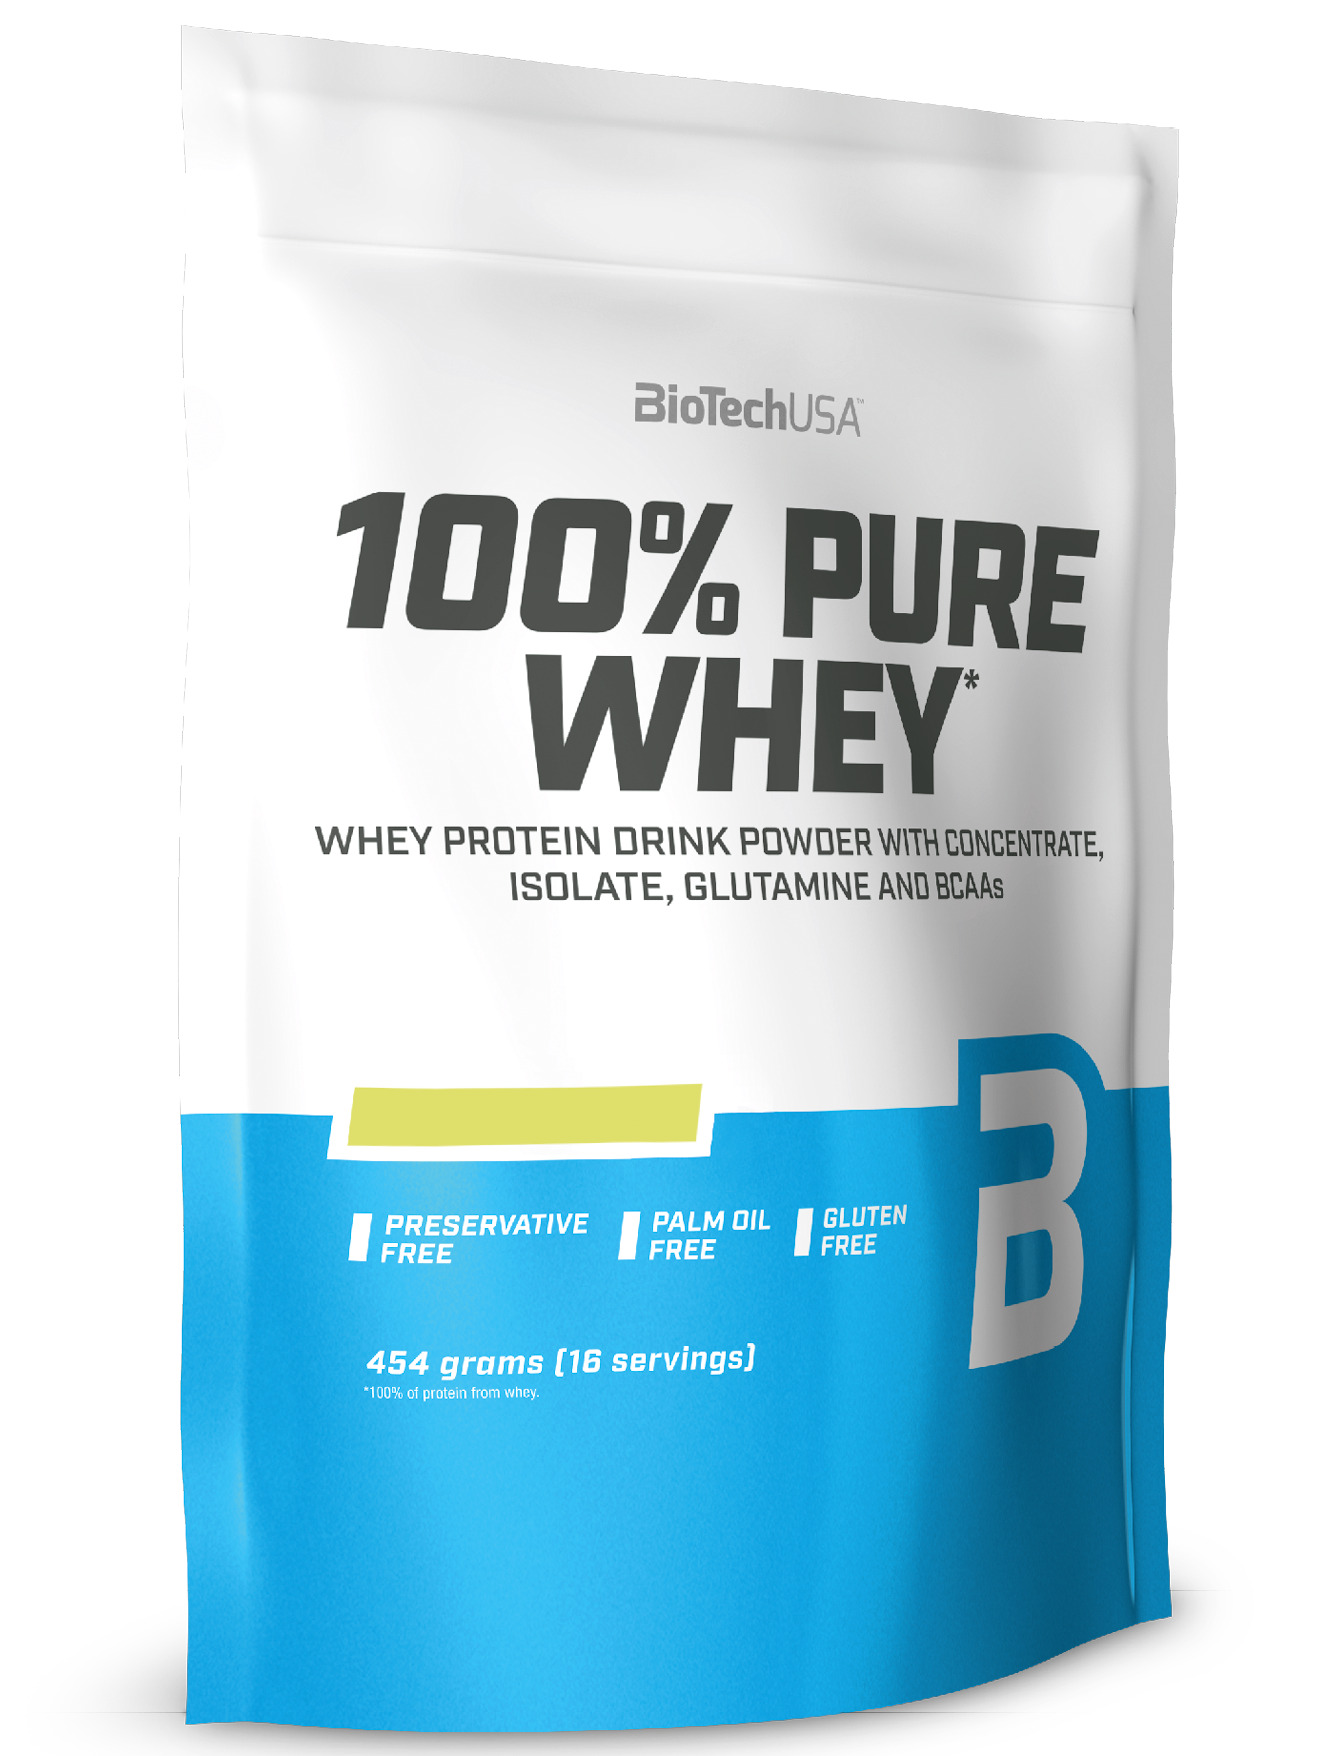 BioTechUSA™
100% PURE
WHEY*
WHEY PROTEIN DRINK POWDER WITH CONCENTRATE,
ISOLATE, GLUTAMINE AND BCAAs
B
PRESERVATIVE
FREE
PALM OIL
FREE
GLUTEN
FREE
454 grams (16 servings)
*100% of protein from whey.